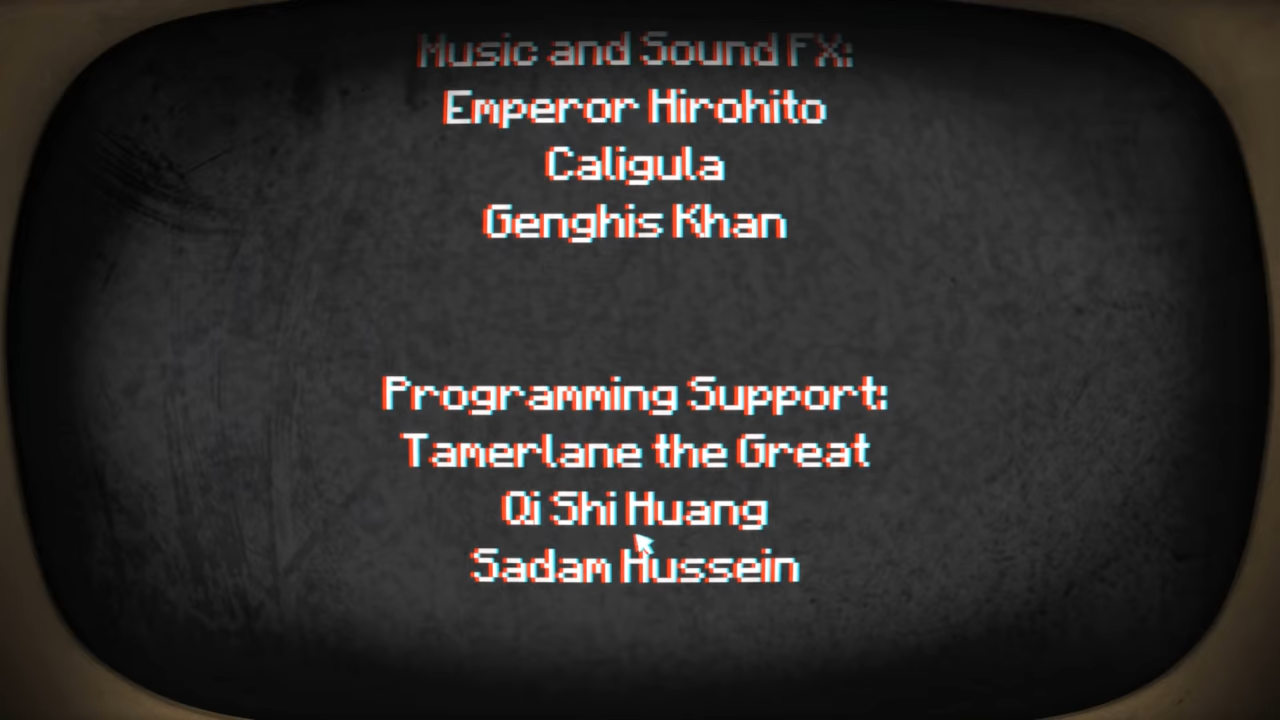 Music and Sound FX:
Emperor Hirohito
Caligula
Genghis Khan
Programming Support:
Tamerlane the Great
Qi Shi Huang
Sadam Hussein